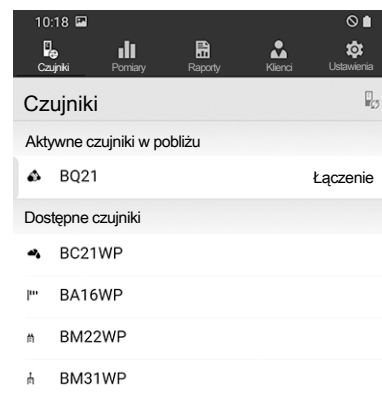 10:18
Czujniki Pomiary Raporty Klienci Ustawienia
Czujniki
Aktywne czujniki w pobliżu
BQ21 Łączenie
Dostępne czujniki
BC21WP
BA16WP
BM22WP
BM31WP